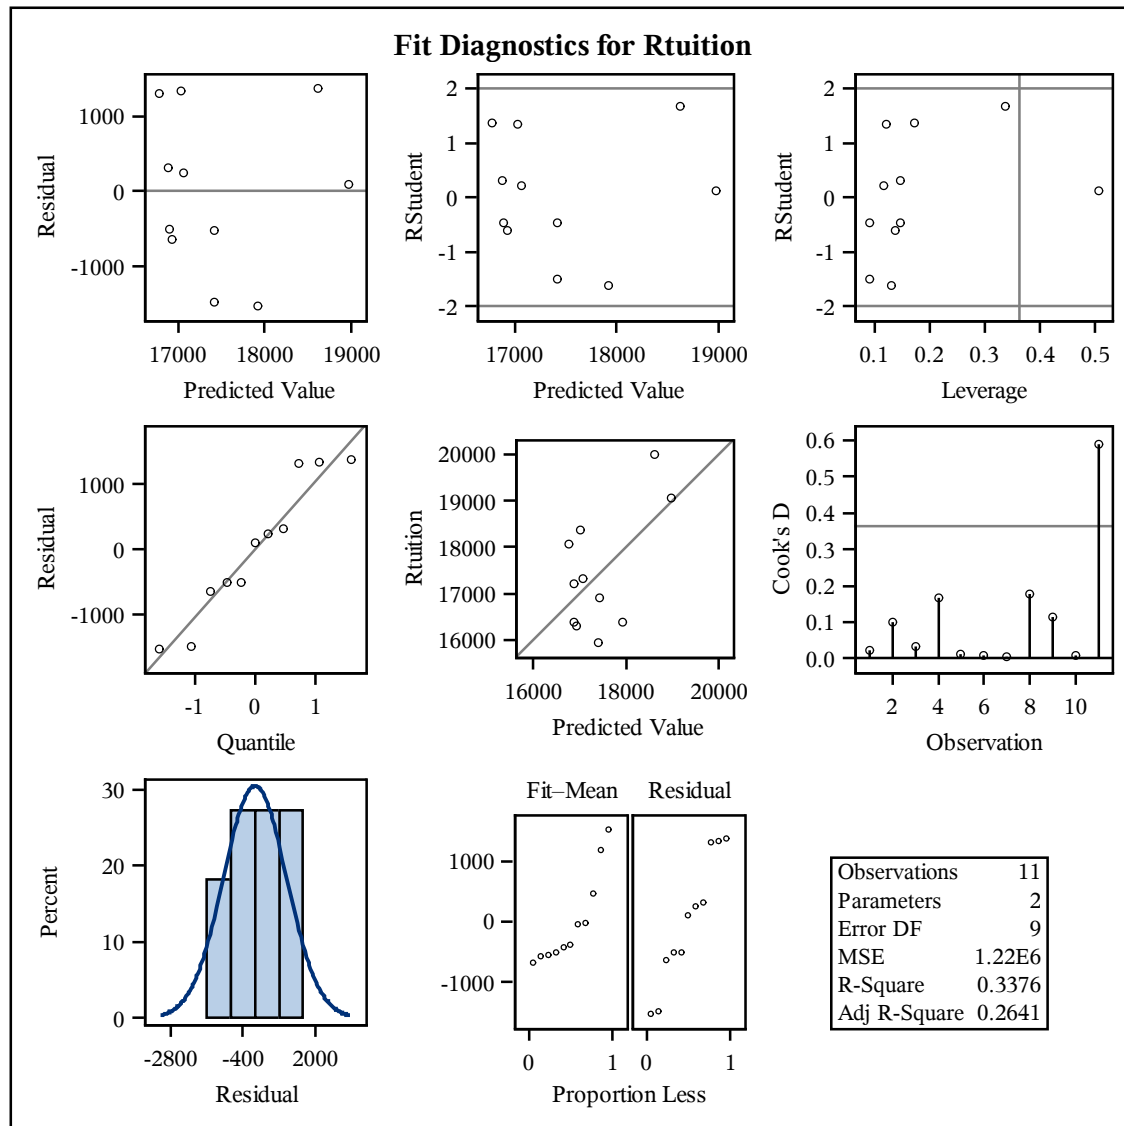 Fit Diagnostics for Rtuition
1000
0
-1000
Residual
17000 18000 19000
Predicted Value
2
1
0
-1
-2
RStudent
17000 18000 19000
Predicted Value
2
1
0
-1
-2
RStudent
0.1 0.2 0.3 0.4 0.5
Leverage
1000
0
-1000
Residual
-1 0 1
Quantile
20000
19000
18000
17000
16000
Rtuition
16000 18000 20000
Predicted Value
0.6
0.5
0.4
0.3
0.2
0.1
0.0
Cook's D
2 4 6 8 10
Observation
30
20
10
0
Percent
-2800 -400 2000
Residual
Fit–Mean Residual
1000
0
-1000
0 1 0 1
Proportion Less
Observations 11
Parameters 2
Error DF 9
MSE 1.22E6
R-Square 0.3376
Adj R-Square 0.2641